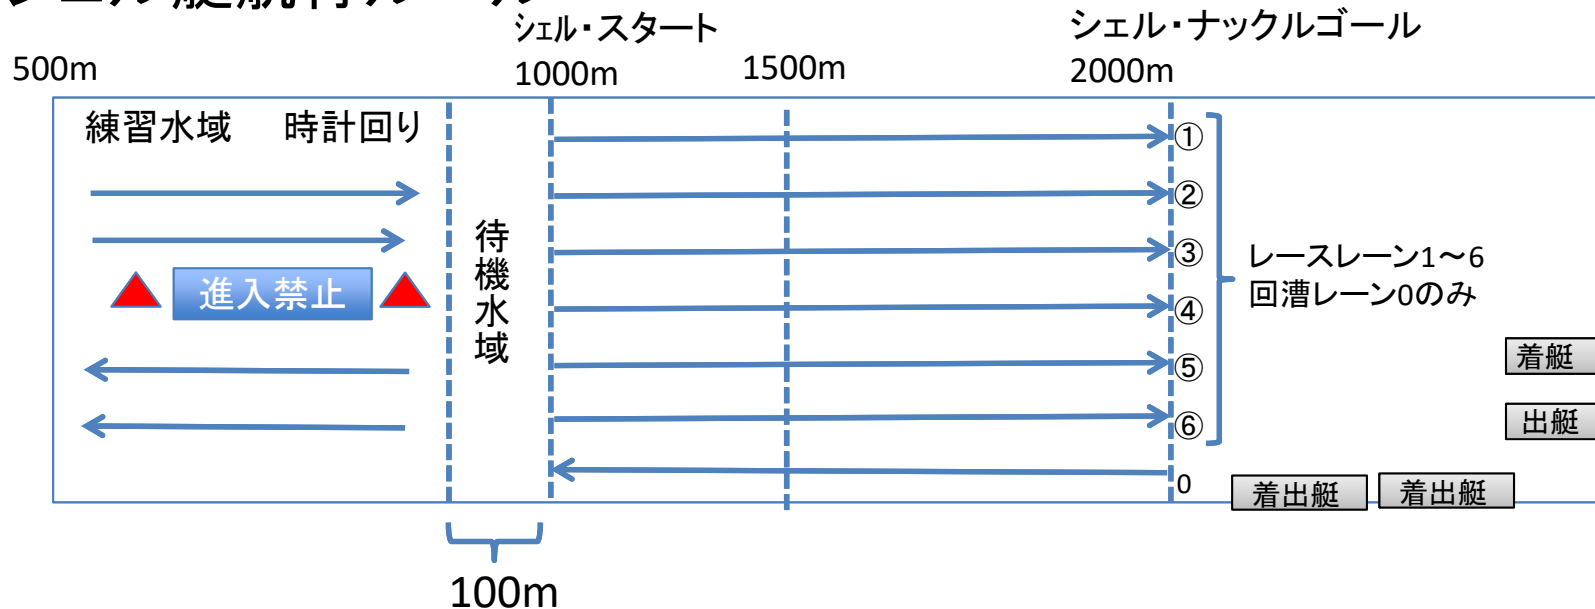 シェル・スタート
シェル・ナックルゴール
500m
1000m
1500m
2000m
練習水域 時計回り
①
②
③
④
⑤
⑥
0
進入禁止
待機水域
レースレーン1～6
回漕レーン0のみ
着艇
出艇
着出艇
着出艇
100m